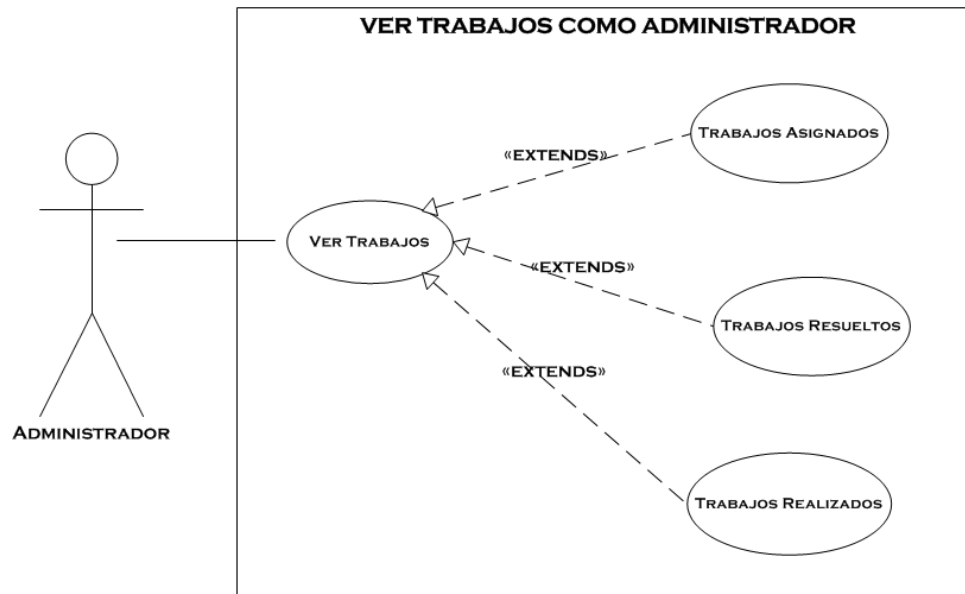 VER TRABAJOS COMO ADMINISTRADOR
TRABAJOS ASIGNADOS
«EXTENDS»
VER TRABAJOS
«EXTENDS»
TRABAJOS RESUELTOS
«EXTENDS»
ADMINISTRADOR
TRABAJOS REALIZADOS